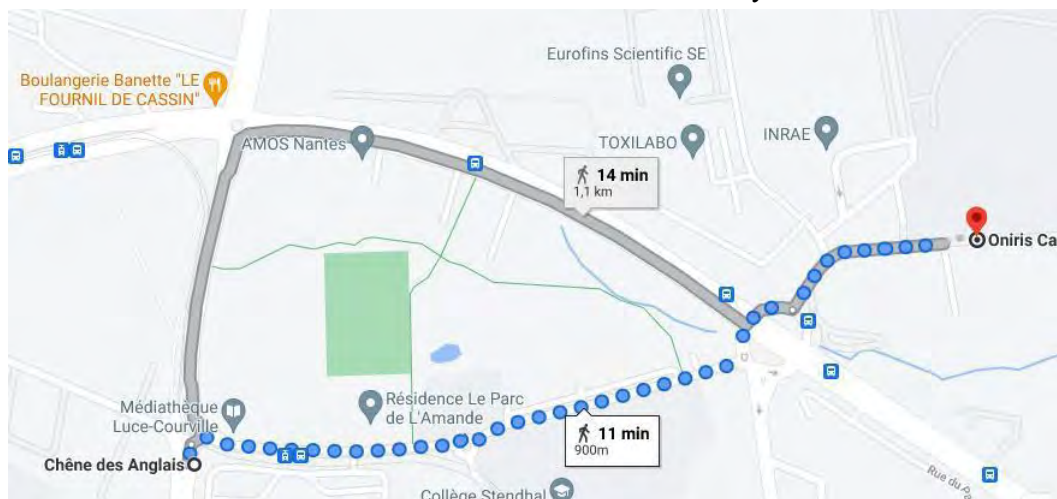 Eurofins Scientific SE
Boulangerie Banette "LE
FOURNIL DE CASSIN"
AMOS Nantes
TOXILABO
INRAE
14 min
1,1 km
Oniris Ca
Médiathèque
Luce-Courville
Résidence Le Parc
de L'Amande
11 min
900m
Chêne des Anglais
Rue du
Collège Stendhal